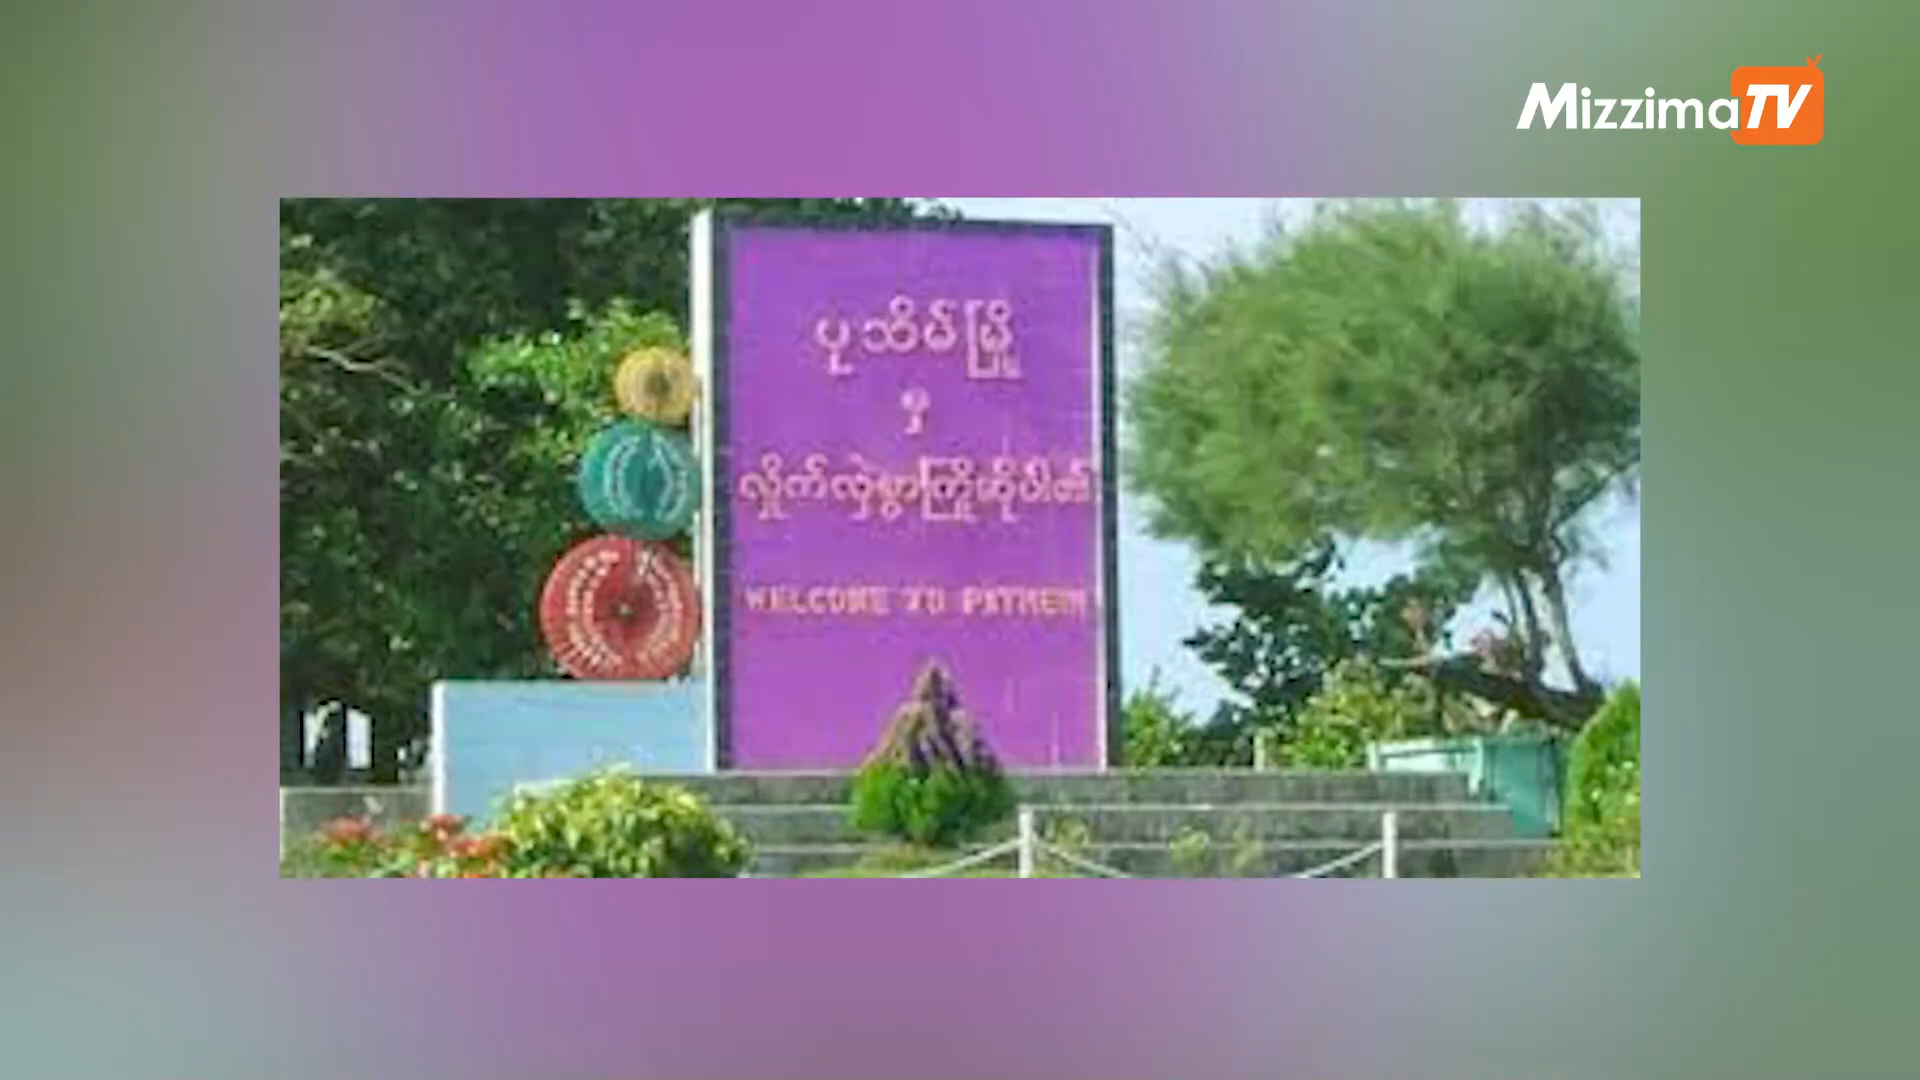 MizzimaTV
ပုသိမ်မြို့
မှ
လှိုက်လှဲစွာကြိုဆိုပါ၏
WELCOME TO PATHEIN